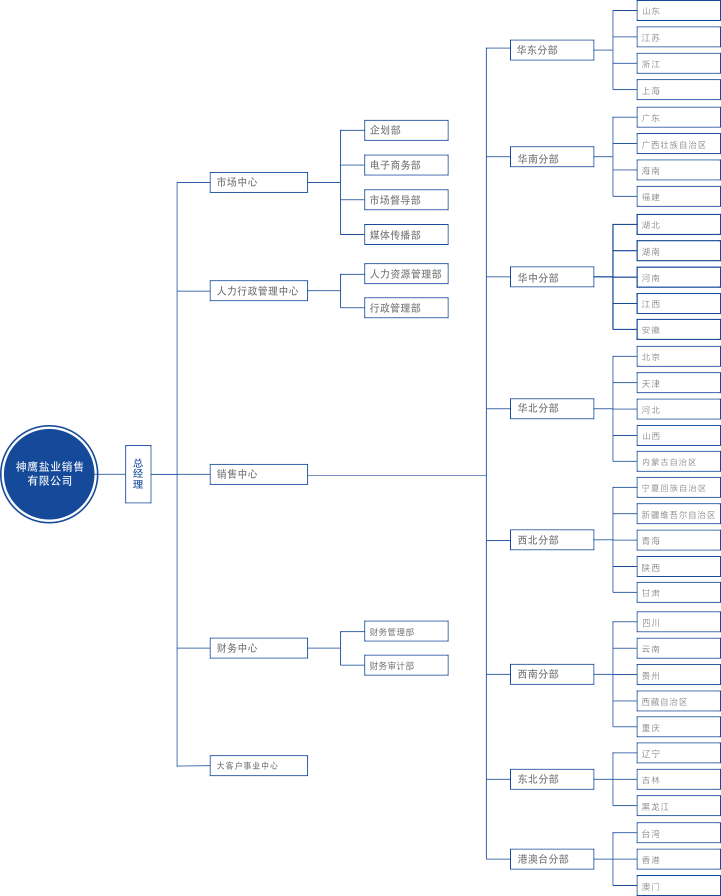 神鹰盐业销售
有限公司
总
经
理
市场中心
企划部
电子商务部
市场督导部
媒体传播部
人力行政管理中心
人力资源管理部
行政管理部
销售中心
华东分部
山东
江苏
浙江
上海
华南分部
广东
广西壮族自治区
海南
福建
华中分部
湖北
湖南
河南
江西
安徽
华北分部
北京
天津
河北
山西
内蒙古自治区
西北分部
宁夏回族自治区
新疆维吾尔自治区
青海
陕西
甘肃
西南分部
四川
云南
贵州
西藏自治区
重庆
东北分部
辽宁
吉林
黑龙江
港澳台分部
台湾
香港
澳门
财务中心
财务管理部
财务审计部
大客户事业中心